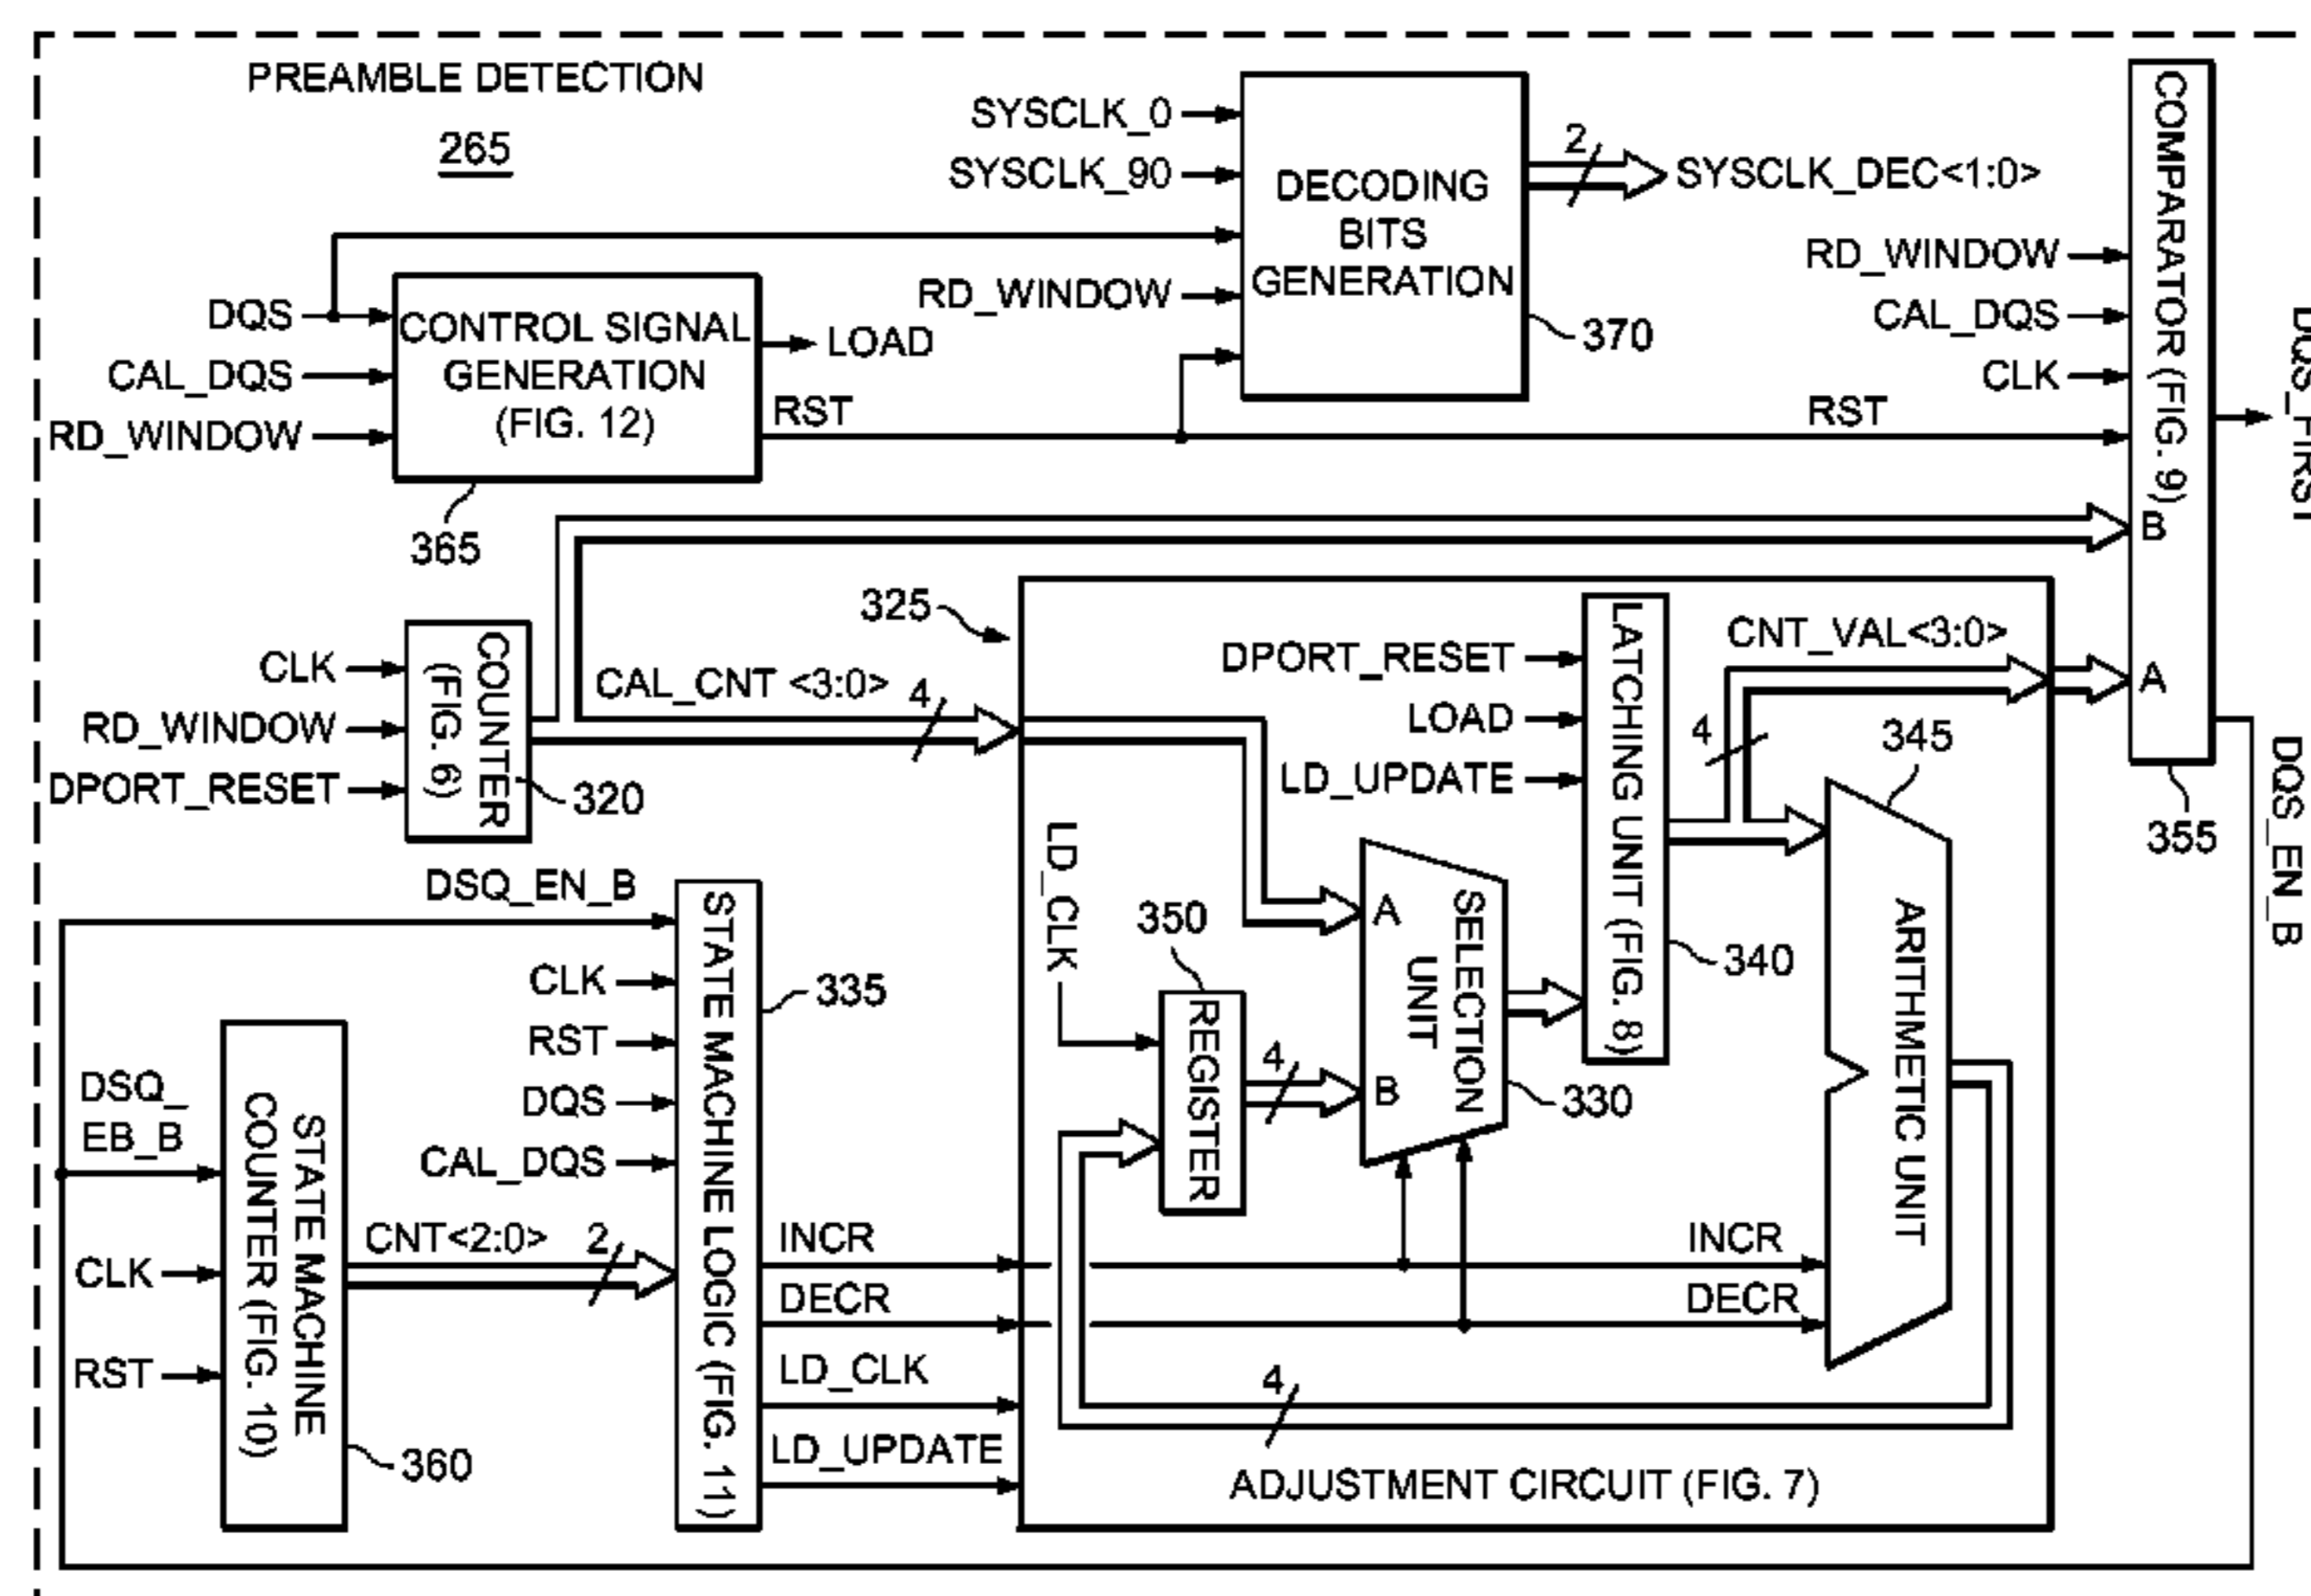 PREAMBLE DETECTION
265
SYSCLK_0
SYSCLK_90
RD_WINDOW
DECODING
BITS
GENERATION
370
2
SYSCLK_DEC<1:0>
DQS
CAL_DQS
RD_WINDOW
CONTROL SIGNAL
GENERATION
(FIG. 12)
365
LOAD
RST
RD_WINDOW
CAL_DQS
CLK
RST
COMPARATOR (FIG. 9)
B
A
355
DQS_FIRST
DQS_EN_B
CLK
RD_WINDOW
DPORT_RESET
COUNTER
(FIG. 6)
320
CAL_CNT <3:0>
4
325
DPORT_RESET
LOAD
LD_UPDATE
LATCHING UNIT (FIG. 8)
340
CNT_VAL<3:0>
4
345
ARITHMETIC UNIT
LD_CLK
350
REGISTER
4
A
B
SELECTION
UNIT
330
DSQ_EN_B
CLK
RST
DQS
CAL_DQS
STATE MACHINE LOGIC (FIG. 11)
335
DSQ_
EB_B
CLK
RST
STATE MACHINE
COUNTER (FIG. 10)
360
CNT<2:0>
2
INCR
DECR
LD_CLK
LD_UPDATE
INCR
DECR
4
ADJUSTMENT CIRCUIT (FIG. 7)